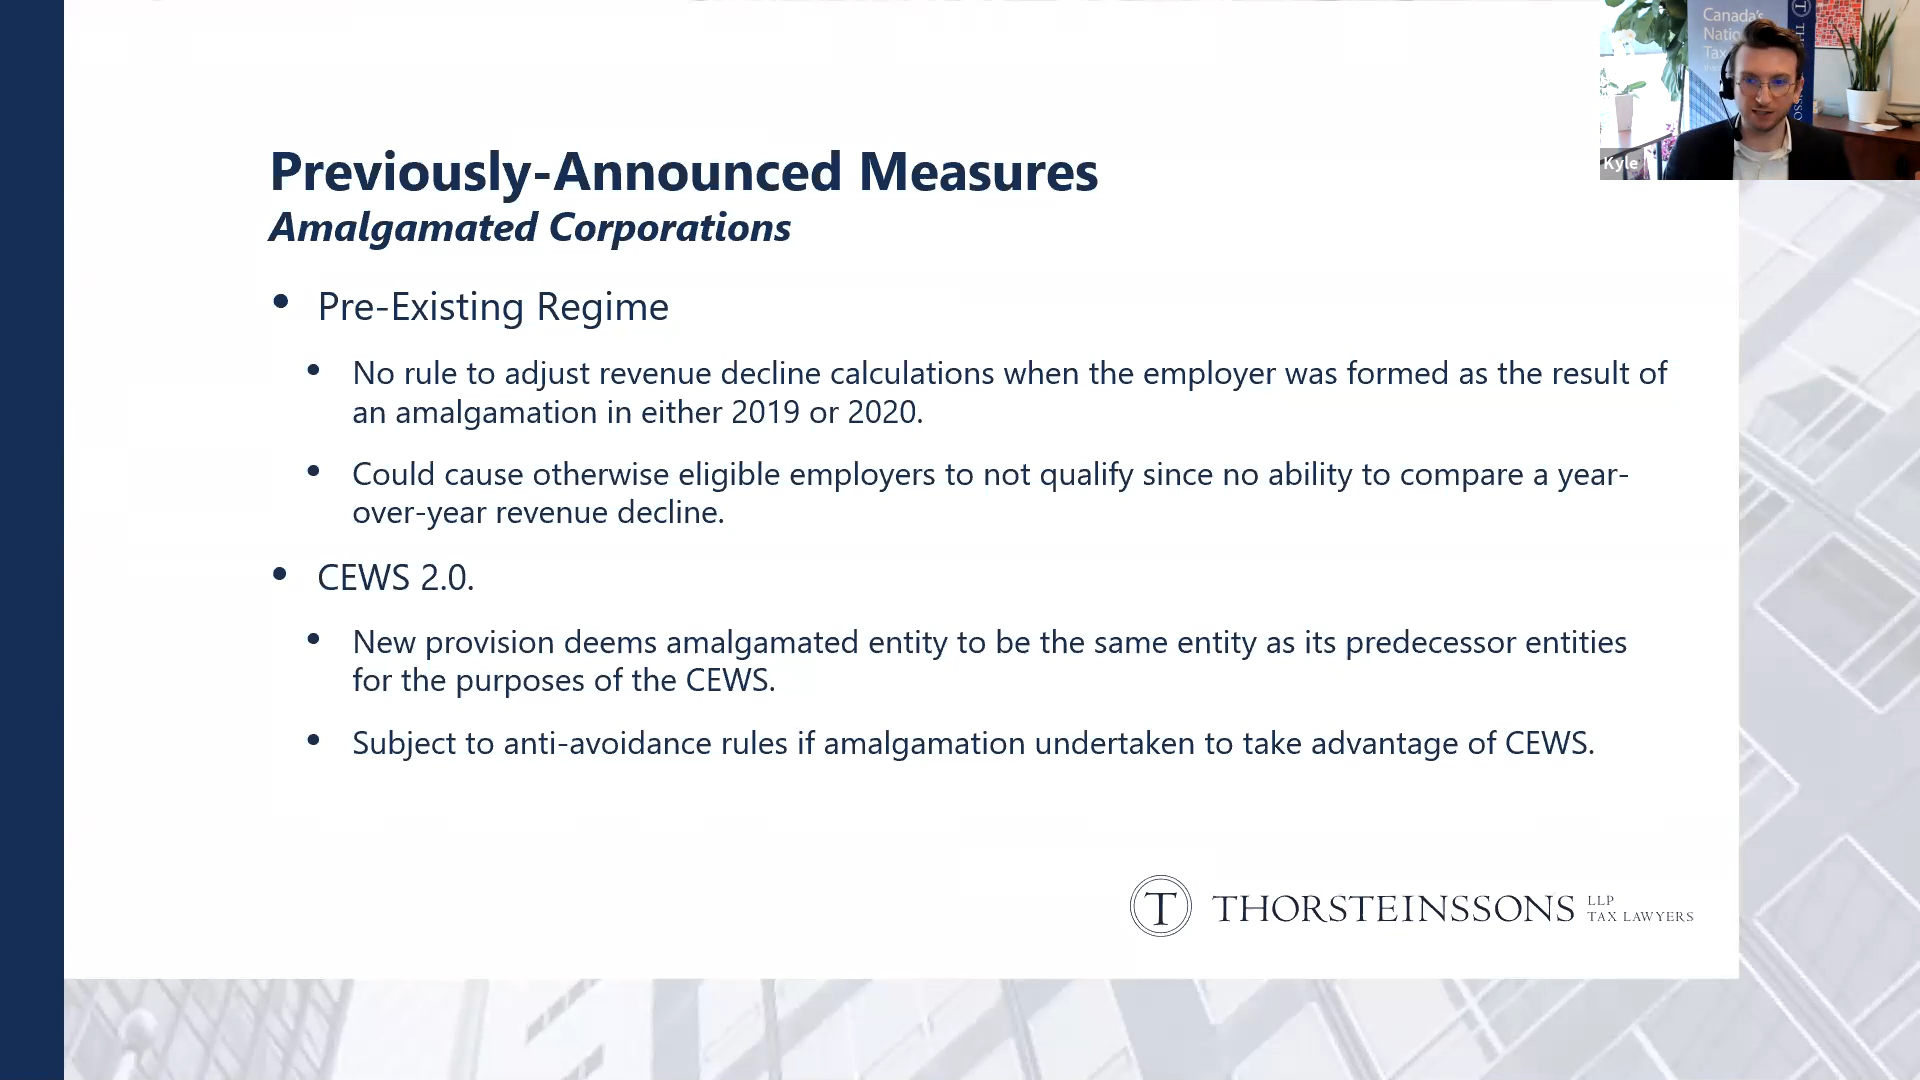 Previously-Announced Measures
Amalgamated Corporations
• Pre-Existing Regime
• No rule to adjust revenue decline calculations when the employer was formed as the result of
an amalgamation in either 2019 or 2020.
• Could cause otherwise eligible employers to not qualify since no ability to compare a year-
over-year revenue decline.
• CEWS 2.0.
• New provision deems amalgamated entity to be the same entity as its predecessor entities
for the purposes of the CEWS.
• Subject to anti-avoidance rules if amalgamation undertaken to take advantage of CEWS.
T THORSTEINSSONS LLP
TAX LAWYERS
Canada's
Tax
T
Kyle